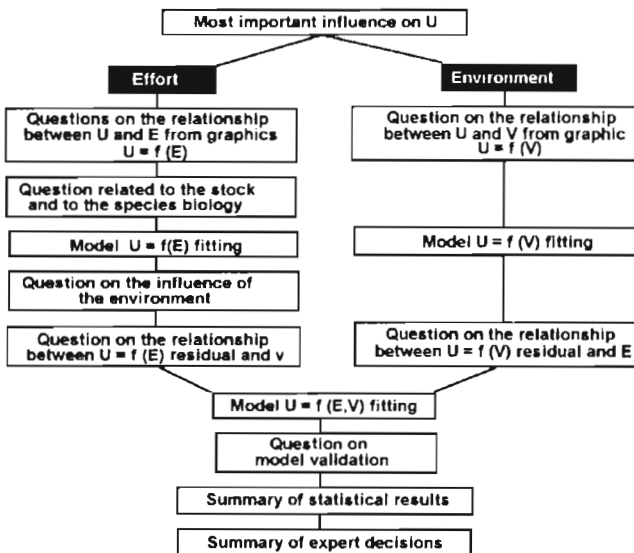 Most important influence on U
Effort
Environment
Questions on the relationship
between U and E from graphics
U = f (E)
Question on the relationship
between U and V from graphic
U = f (V)
Question related to the stock
and to the species biology
Model U = f(E) fitting
Model U = f (V) fitting
Question on the influence of
the environment
Question on the relationship
between U = f (E) residual and v
Question on the relationship
between U = f (V) residual and E
Model U = f (E,V) fitting
Question on
model validation
Summary of statistical results
Summary of expert decisions